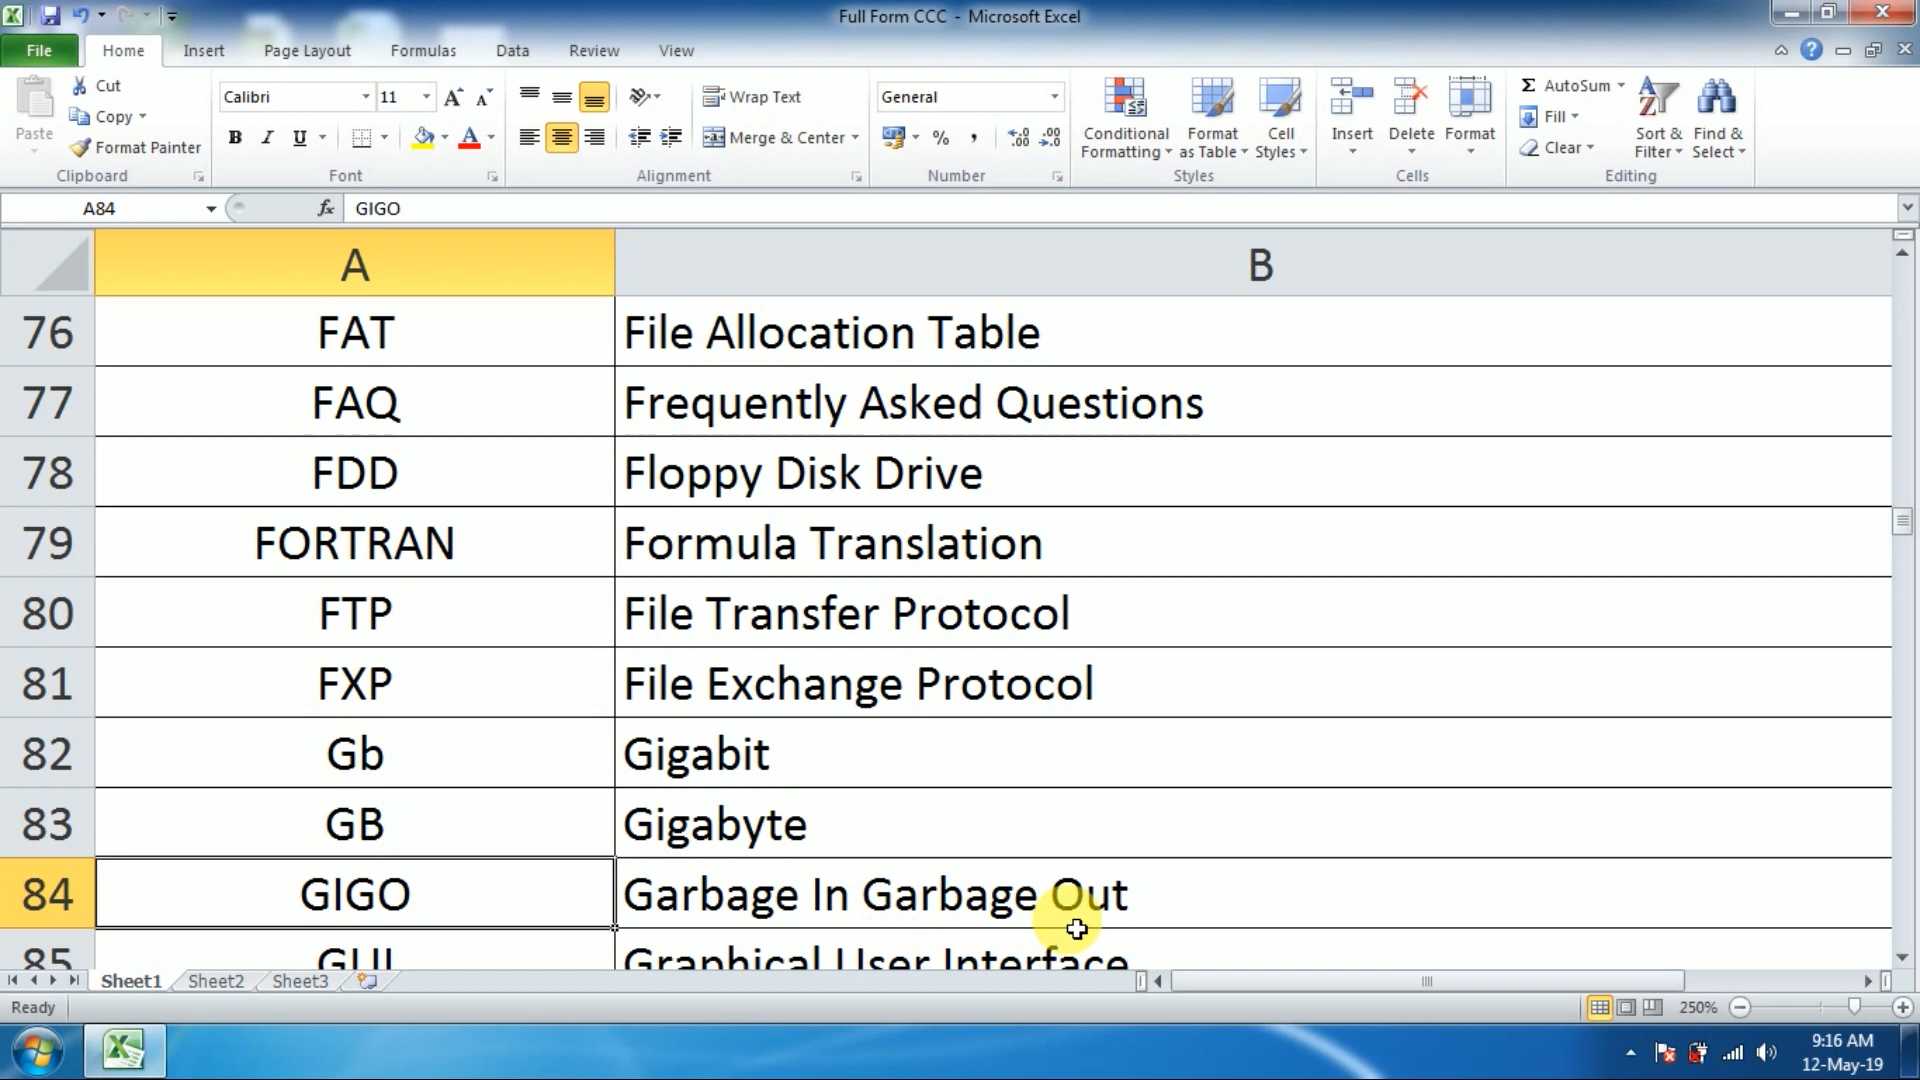 Full Form CCC - Microsoft Excel
File Home Insert Page Layout Formulas Data Review View
Paste
Cut
Copy
Format Painter
Clipboard
Calibri 11
B I U
Font
Wrap Text
Merge & Center
Alignment
General
%
Number
Conditional Formatting
Format as Table
Cell Styles
Styles
Insert Delete Format
Cells
Σ AutoSum
Fill
Clear
Sort & Filter
Find & Select
Editing
A84 fx GIGO
A B
76 FAT File Allocation Table
77 FAQ Frequently Asked Questions
78 FDD Floppy Disk Drive
79 FORTRAN Formula Translation
80 FTP File Transfer Protocol
81 FXP File Exchange Protocol
82 Gb Gigabit
83 GB Gigabyte
84 GIGO Garbage In Garbage Out
85 GUI Graphical User Interface
Sheet1 Sheet2 Sheet3
Ready 250%
9:16 AM
12-May-19